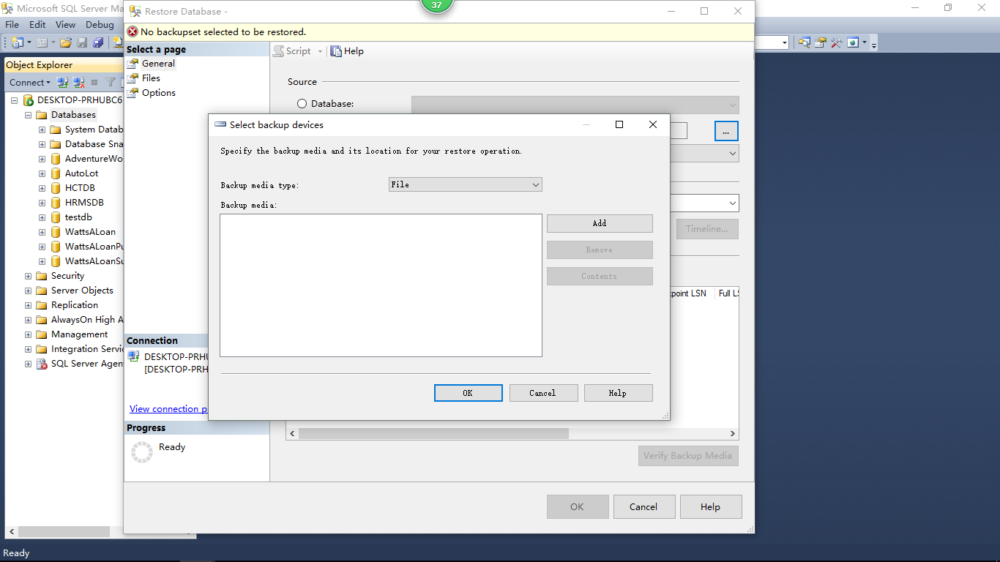 Microsoft SQL Server Ma
Restore Database -
37
File Edit View Debug
No backupset selected to be restored.
Select a page
General
Files
Options
Script
Help
Object Explorer
Connect
DESKTOP-PRHUBC6
Databases
System Datab
Database Sna
AdventureWo
AutoLot
HCTDB
HRMSDB
testdb
WattsALoan
WattsALoanPu
WattsALoanSu
Security
Server Objects
Replication
AlwaysOn High A
Management
Integration Servic
SQL Server Agen
Source
Database:
...
Timeline...
kpoint LSN Full LS
Select backup devices
Specify the backup media and its location for your restore operation.
Backup media type:
File
Backup media:
Add
Remove
Contents
OK Cancel Help
Connection
DESKTOP-PRHU
[DESKTOP-PRH
View connection p
Progress
Ready
Verify Backup Media
OK Cancel Help
Ready